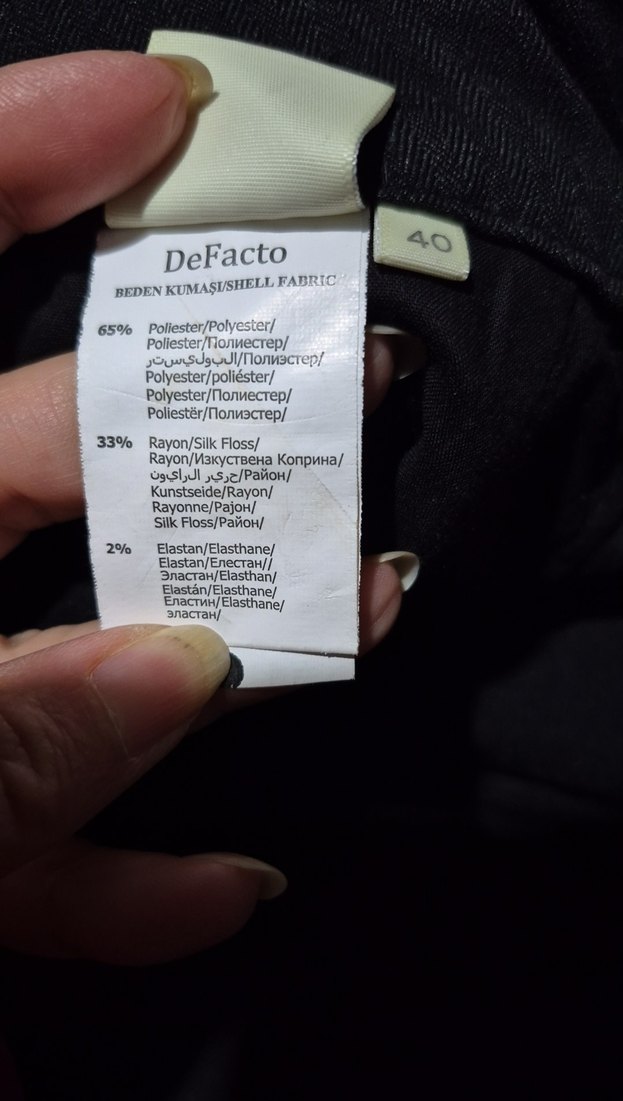 DeFacto
40
BEDEN KUMAŞI/SHELL FABRIC
65% Poliester/Polyester/
Poliester/Полиестер/
البوليستر/Полиэстер/
Polyester/poliéster/
Polyester/Полиестер/
Poliestër/Полиэстер/
33% Rayon/Silk Floss/
Rayon/Изкуствена Коприна/
حرير الرايون/Район/
Kunstseide/Rayon/
Rayonne/Рајон/
Silk Floss/Район/
2% Elastan/Elasthane/
Elastan/Елестан//
Эластан/Elasthan/
Elastán/Elasthane/
Еластин/Elasthane/
эластан/